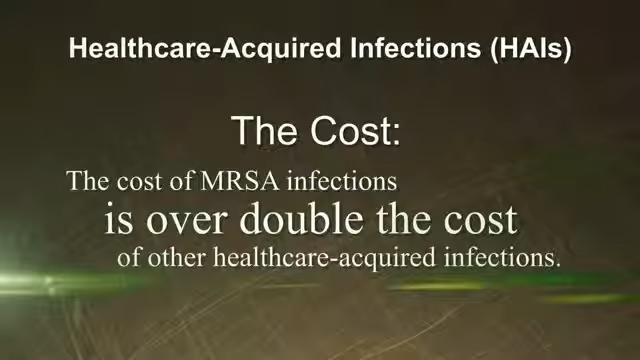 Healthcare-Acquired Infections (HAIs)
The Cost:
The cost of MRSA infections
is over double the cost
of other healthcare-acquired infections.